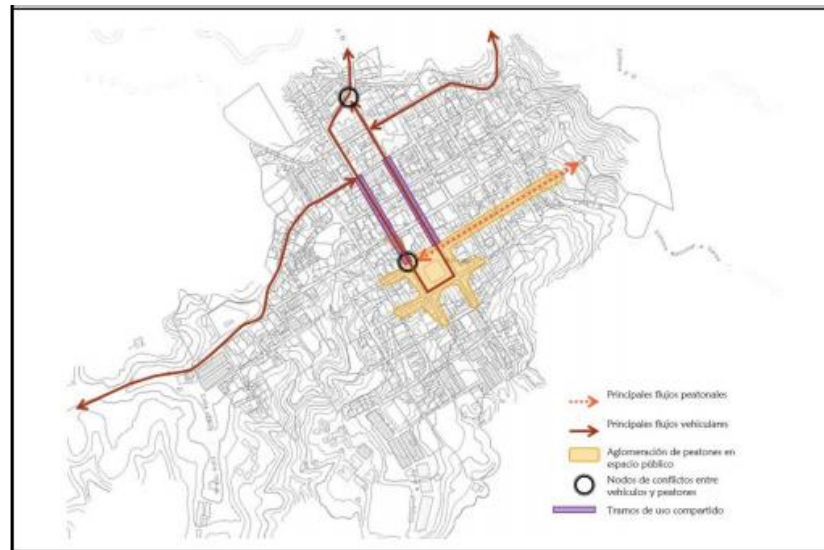 Principales flujos peatonales
Principales flujos vehiculares
Aglomeración de peatones en
espacio público
Nodos de conflictos entre
vehículos y peatones
Tramos de uso compartido